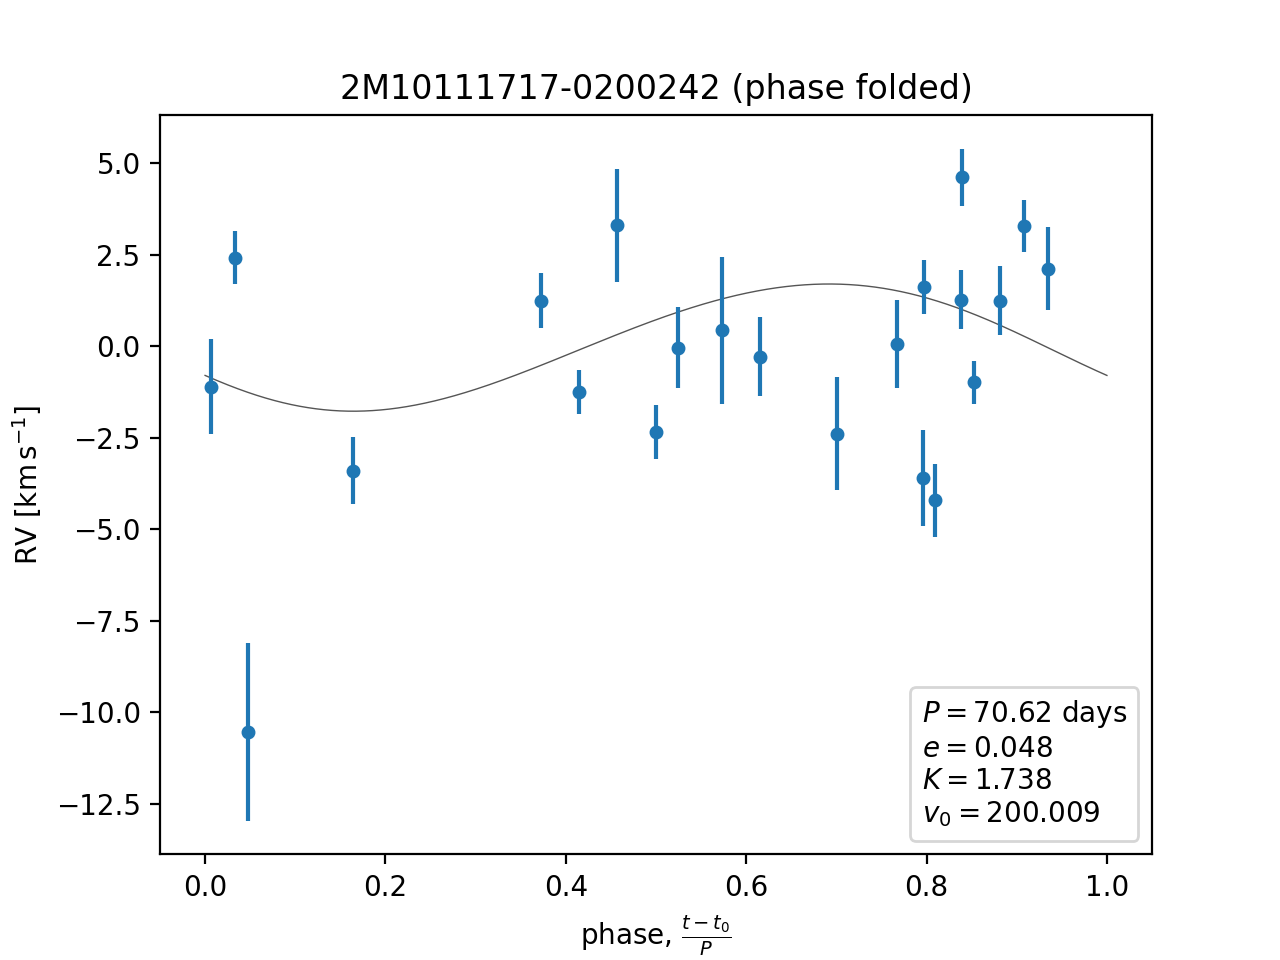 2M10111717-0200242 (phase folded)
RV [km s⁻¹]
5.0
2.5
0.0
−2.5
−5.0
−7.5
−10.0
−12.5
P = 70.62 days
e = 0.048
K = 1.738
v₀ = 200.009
0.0 0.2 0.4 0.6 0.8 1.0
phase, (t − t₀)/P